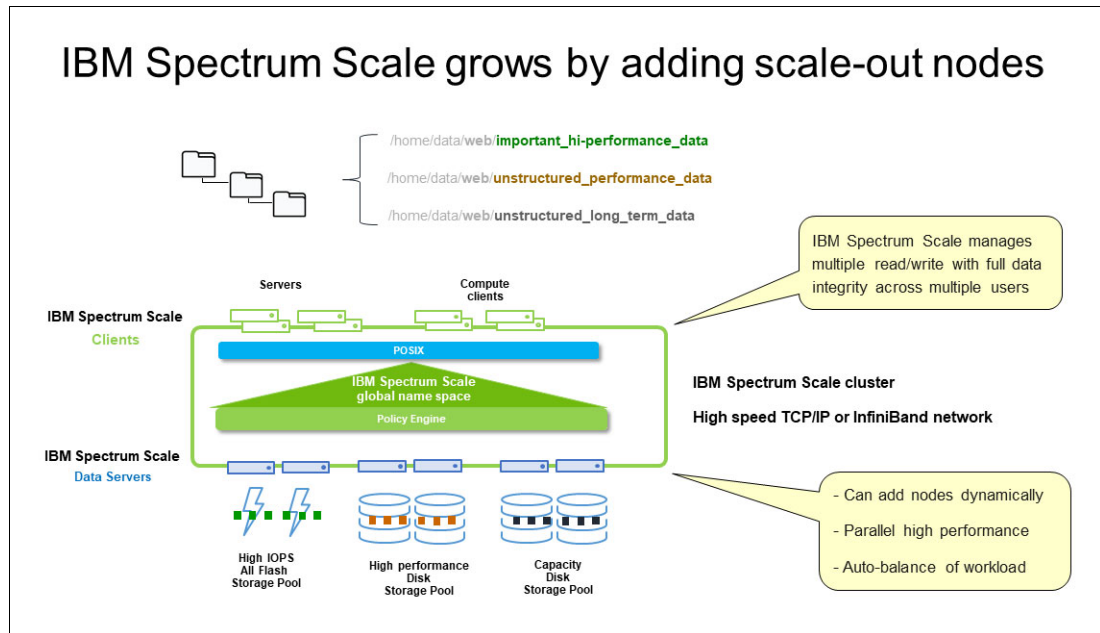 IBM Spectrum Scale grows by adding scale-out nodes
/home/data/web/important_hi-performance_data
/home/data/web/unstructured_performance_data
/home/data/web/unstructured_long_term_data
IBM Spectrum Scale manages
multiple read/write with full data
integrity across multiple users
Servers
Compute
clients
IBM Spectrum Scale
Clients
POSIX
IBM Spectrum Scale
global name space
Policy Engine
IBM Spectrum Scale cluster
High speed TCP/IP or InfiniBand network
IBM Spectrum Scale
Data Servers
High IOPS
All Flash
Storage Pool
High performance
Disk
Storage Pool
Capacity
Disk
Storage Pool
- Can add nodes dynamically
- Parallel high performance
- Auto-balance of workload